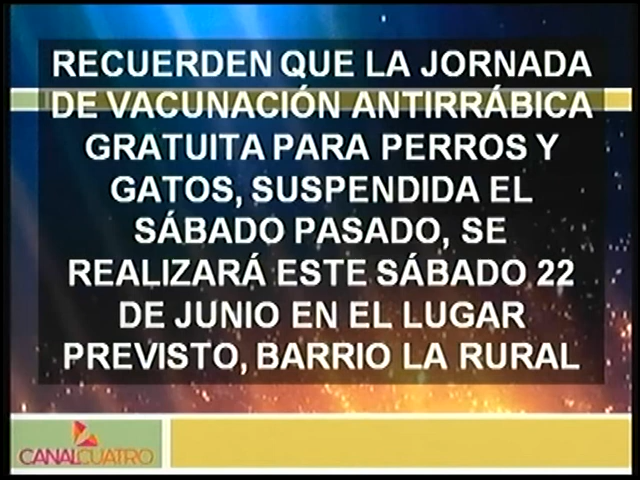 RECUERDEN QUE LA JORNADA
DE VACUNACIÓN ANTIRRÁBICA
GRATUITA PARA PERROS Y
GATOS, SUSPENDIDA EL
SÁBADO PASADO, SE
REALIZARÁ ESTE SÁBADO 22
DE JUNIO EN EL LUGAR
PREVISTO, BARRIO LA RURAL
CANALCUATRO